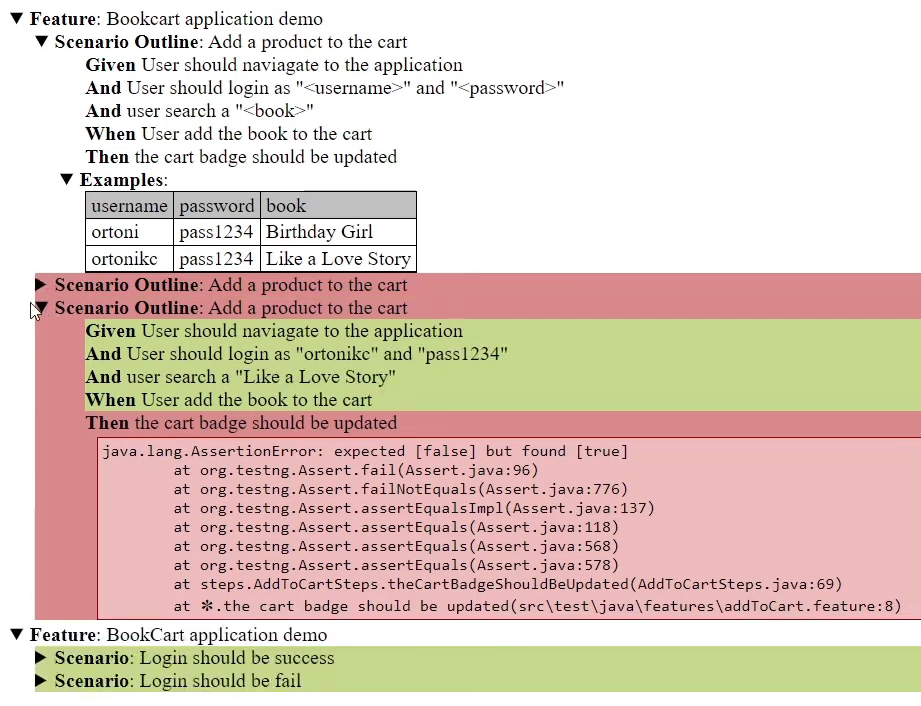 ▼ Feature: Bookcart application demo
▼ Scenario Outline: Add a product to the cart
Given User should naviagate to the application
And User should login as "<username>" and "<password>"
And user search a "<book>"
When User add the book to the cart
Then the cart badge should be updated
▼ Examples:
username password book
ortoni pass1234 Birthday Girl
ortonikc pass1234 Like a Love Story
▶ Scenario Outline: Add a product to the cart
▼ Scenario Outline: Add a product to the cart
Given User should naviagate to the application
And User should login as "ortonikc" and "pass1234"
And user search a "Like a Love Story"
When User add the book to the cart
Then the cart badge should be updated
java.lang.AssertionError: expected [false] but found [true]
at org.testng.Assert.fail(Assert.java:96)
at org.testng.Assert.failNotEquals(Assert.java:776)
at org.testng.Assert.assertEqualsImpl(Assert.java:137)
at org.testng.Assert.assertEquals(Assert.java:118)
at org.testng.Assert.assertEquals(Assert.java:568)
at org.testng.Assert.assertEquals(Assert.java:578)
at steps.AddToCartSteps.theCartBadgeShouldBeUpdated(AddToCartSteps.java:69)
at ✽.the cart badge should be updated(src\test\java\features\addToCart.feature:8)
▼ Feature: BookCart application demo
▶ Scenario: Login should be success
▶ Scenario: Login should be fail